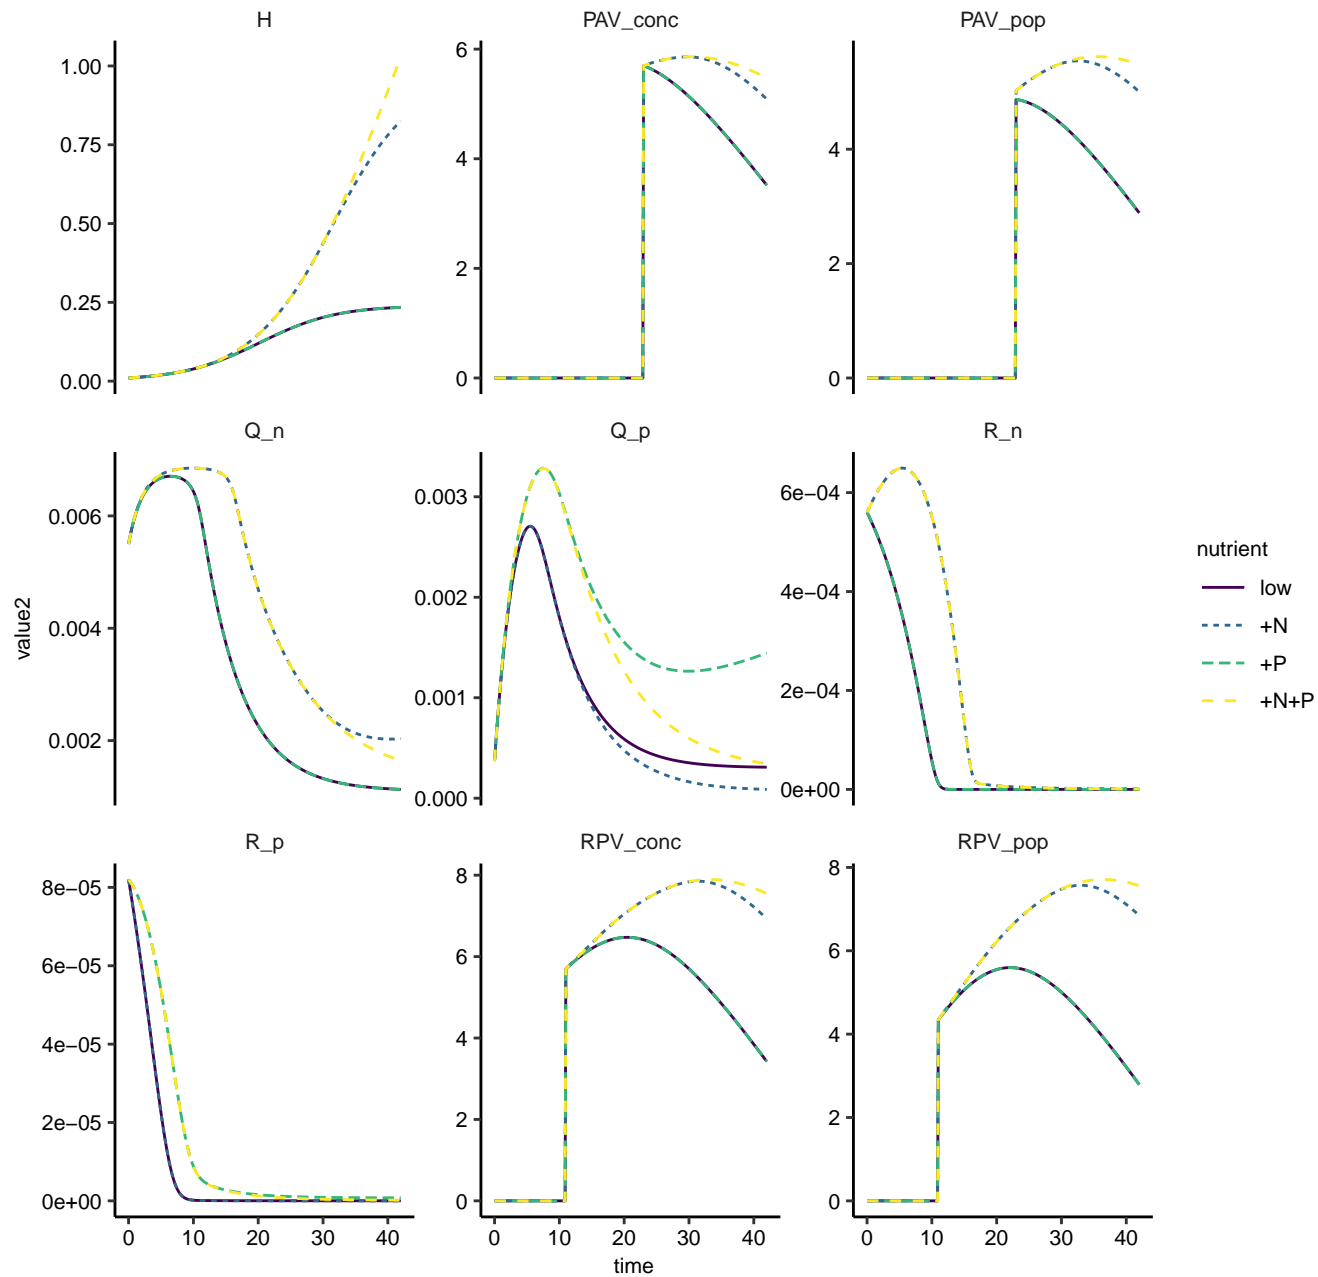 H
PAV_conc
PAV_pop
1.00
0.75
0.50
0.25
0.00
6
4
2
0
4
2
0
Q_n
Q_p
R_n
0.006
0.004
0.002
0.003
0.002
0.001
0.000
6e−04
4e−04
2e−04
0e+00
value2
nutrient
low
+N
+P
+N+P
R_p
RPV_conc
RPV_pop
8e−05
6e−05
4e−05
2e−05
0e+00
8
6
4
2
0
8
6
4
2
0
0 10 20 30 40
0 10 20 30 40
0 10 20 30 40
time